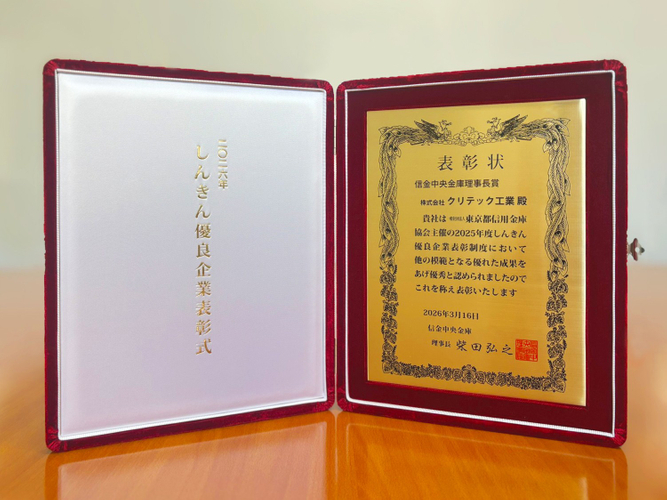 二〇二六年
しんきん優良企業表彰式
表彰状
信金中央金庫理事長賞
株式会社 クリテック工業 殿
貴社は 一般社団法人 東京都信用金庫
協会主催の2025年度しんきん
優良企業表彰制度において
他の模範となる優れた成果を
あげ優秀と認められましたので
これを称え表彰いたします
2026年3月16日
信金中央金庫
理事長 柴田弘之